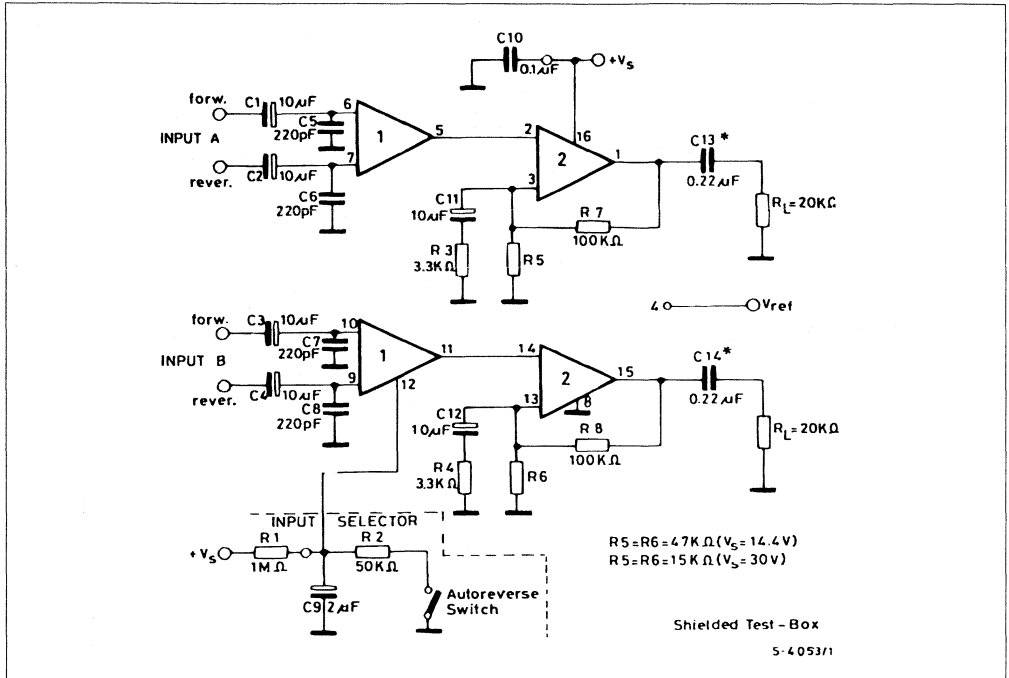 C10
0.1µF
+Vs
forw.
C1
10µF
6
C5
220pF
1
5
2
16
INPUT A
C13*
2
1
7
0.22µF
rever.
C2
10µF
3
C6
220pF
C11
10µF
R7
100KΩ
RL=20KΩ
R3
3.3KΩ
R5
4
Vref
forw.
C3
10µF
10
C7
220pF
1
11
14
INPUT B
C14*
2
15
9
12
0.22µF
rever.
C4
10µF
13
8
C8
220pF
C12
10µF
R8
100KΩ
RL=20KΩ
R4
3.3KΩ
R6
INPUT SELECTOR
+Vs
R1
1MΩ
R2
50KΩ
R5=R6=47KΩ(Vs=14.4V)
R5=R6=15KΩ(Vs=30V)
C9
2µF
Autoreverse
Switch
Shielded Test-Box
S-4053/1